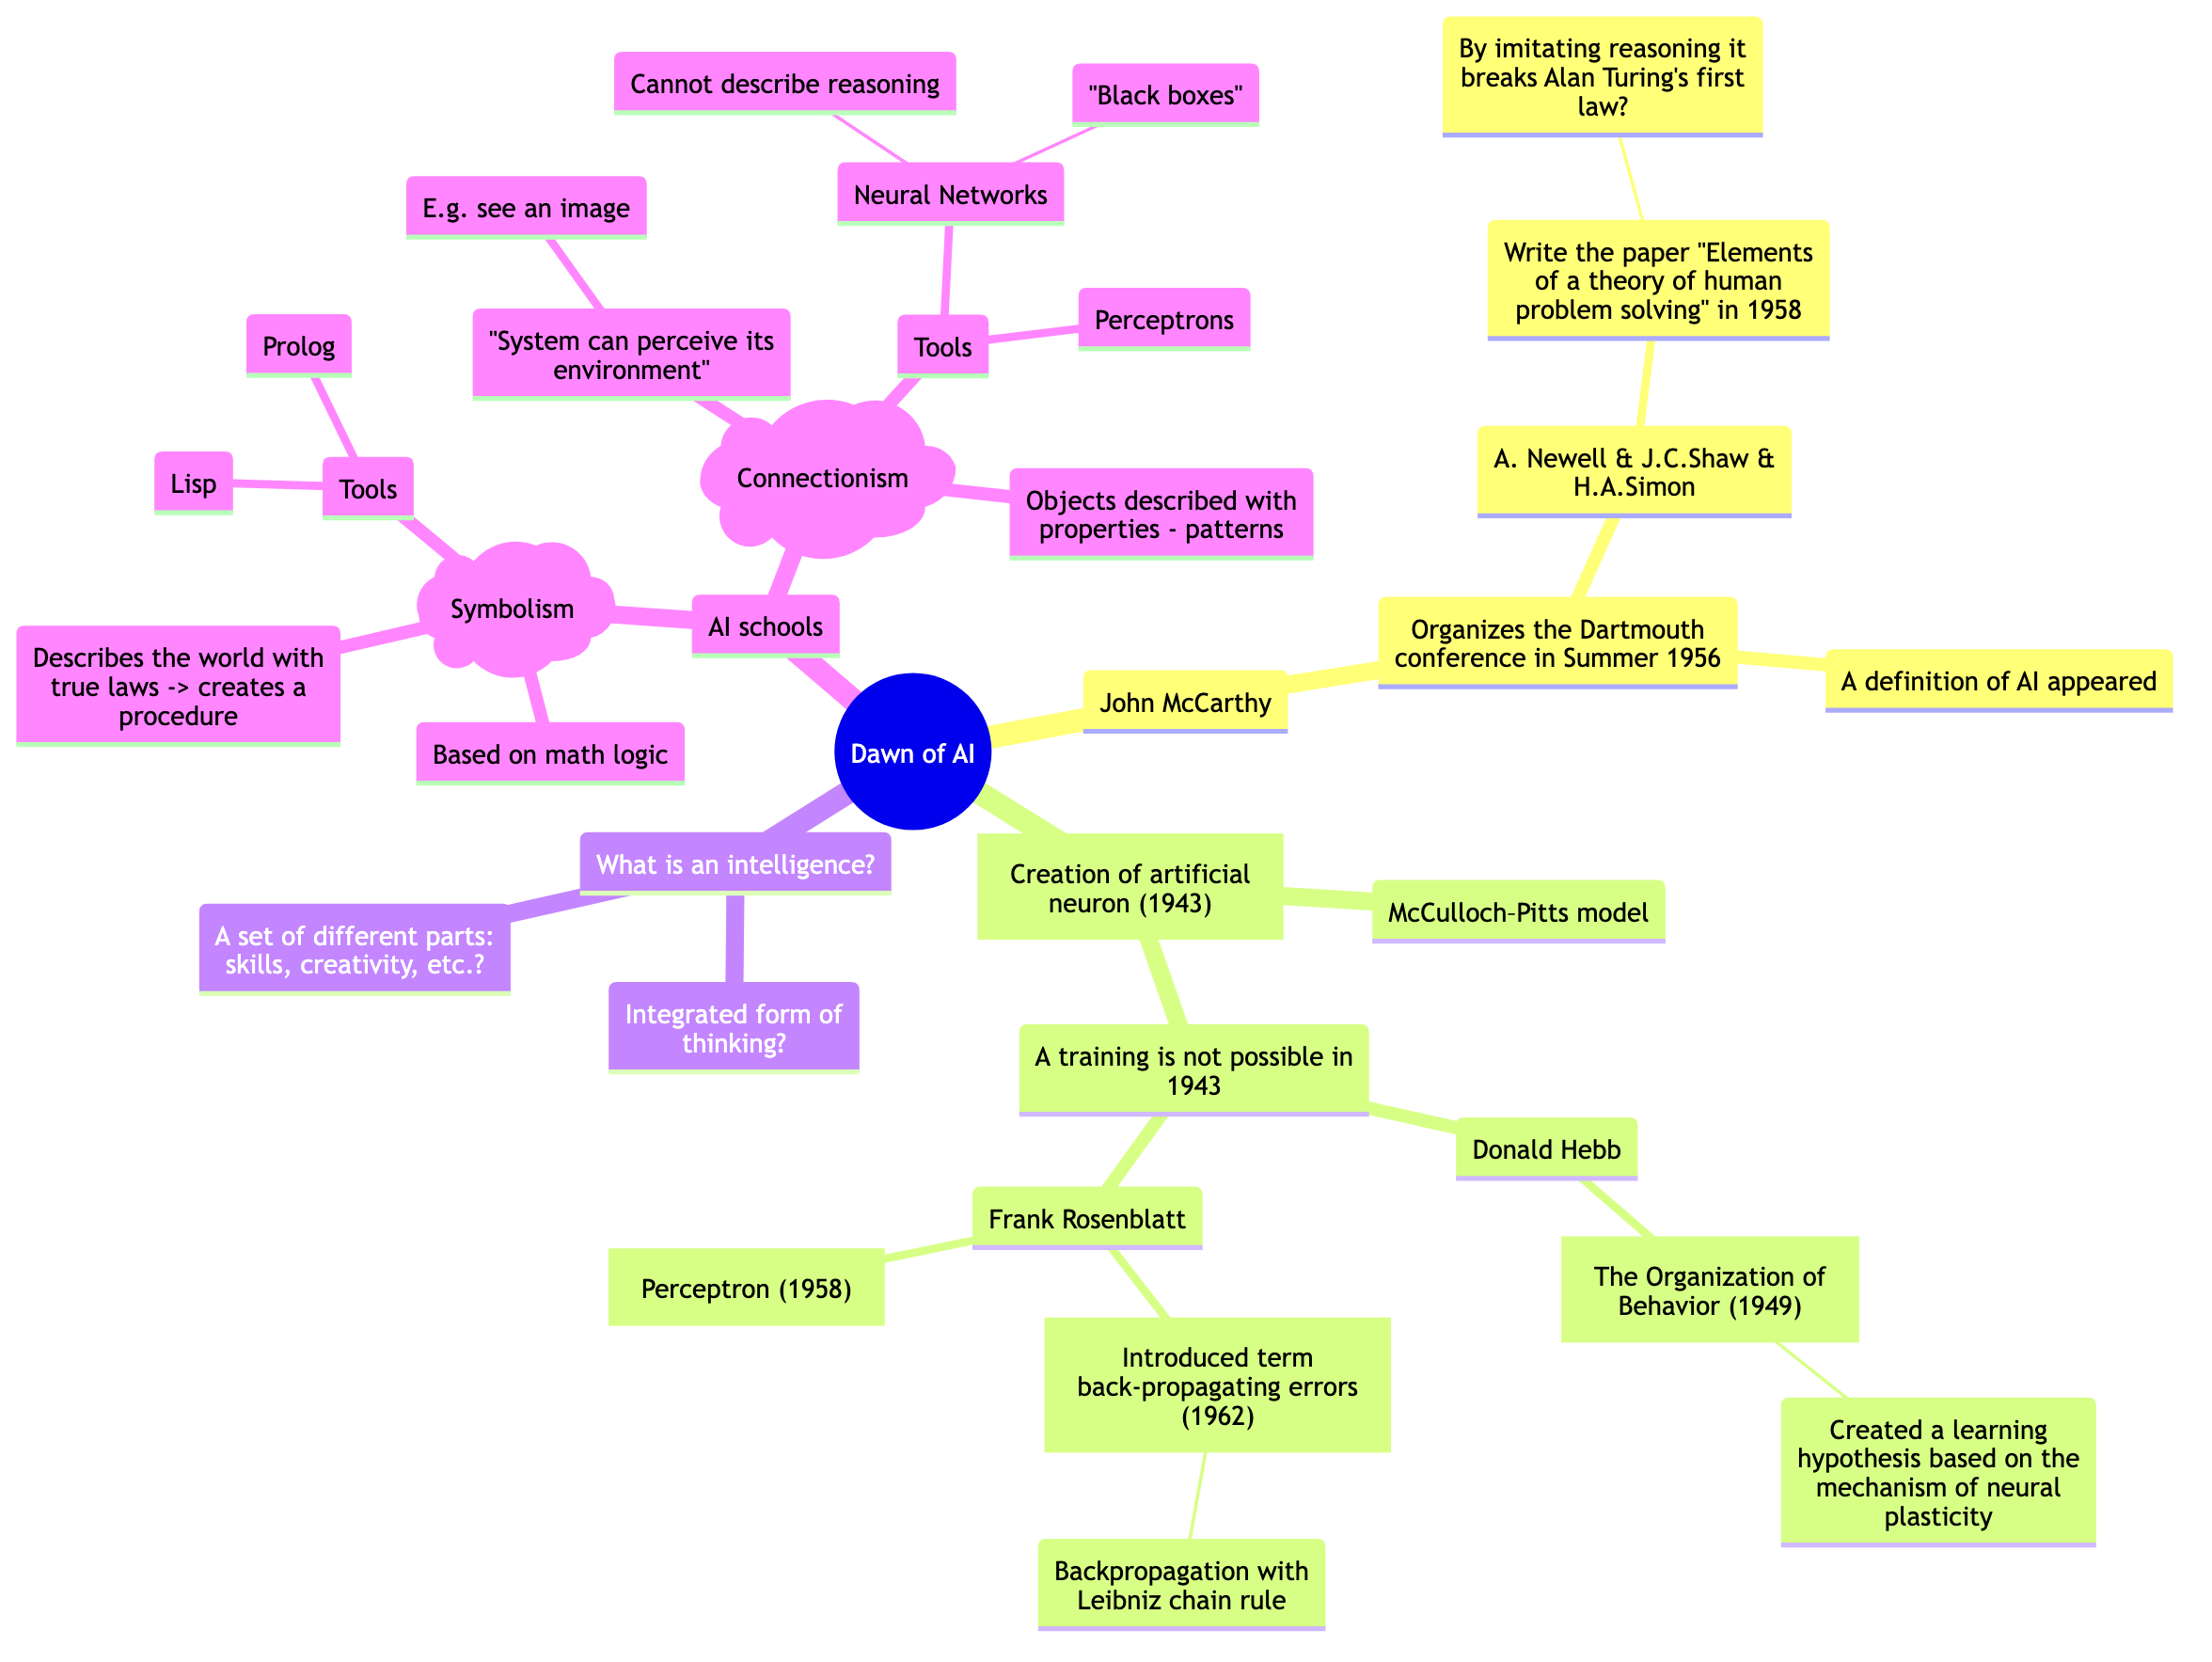 By imitating reasoning it
breaks Alan Turing's first
law?
Cannot describe reasoning
"Black boxes"
Neural Networks
E.g. see an image
Write the paper "Elements
of a theory of human
problem solving" in 1958
Prolog
"System can perceive its
environment"
Tools
Perceptrons
Lisp
Tools
Connectionism
A. Newell & J.C.Shaw &
H.A.Simon
Objects described with
properties - patterns
Symbolism
AI schools
Describes the world with
true laws -> creates a
procedure
Based on math logic
Organizes the Dartmouth
conference in Summer 1956
A definition of AI appeared
John McCarthy
Dawn of AI
What is an intelligence?
A set of different parts:
skills, creativity, etc.?
Integrated form of
thinking?
Creation of artificial
neuron (1943)
McCulloch–Pitts model
A training is not possible in
1943
Donald Hebb
Frank Rosenblatt
Perceptron (1958)
The Organization of
Behavior (1949)
Introduced term
back-propagating errors
(1962)
Created a learning
hypothesis based on the
mechanism of neural
plasticity
Backpropagation with
Leibniz chain rule